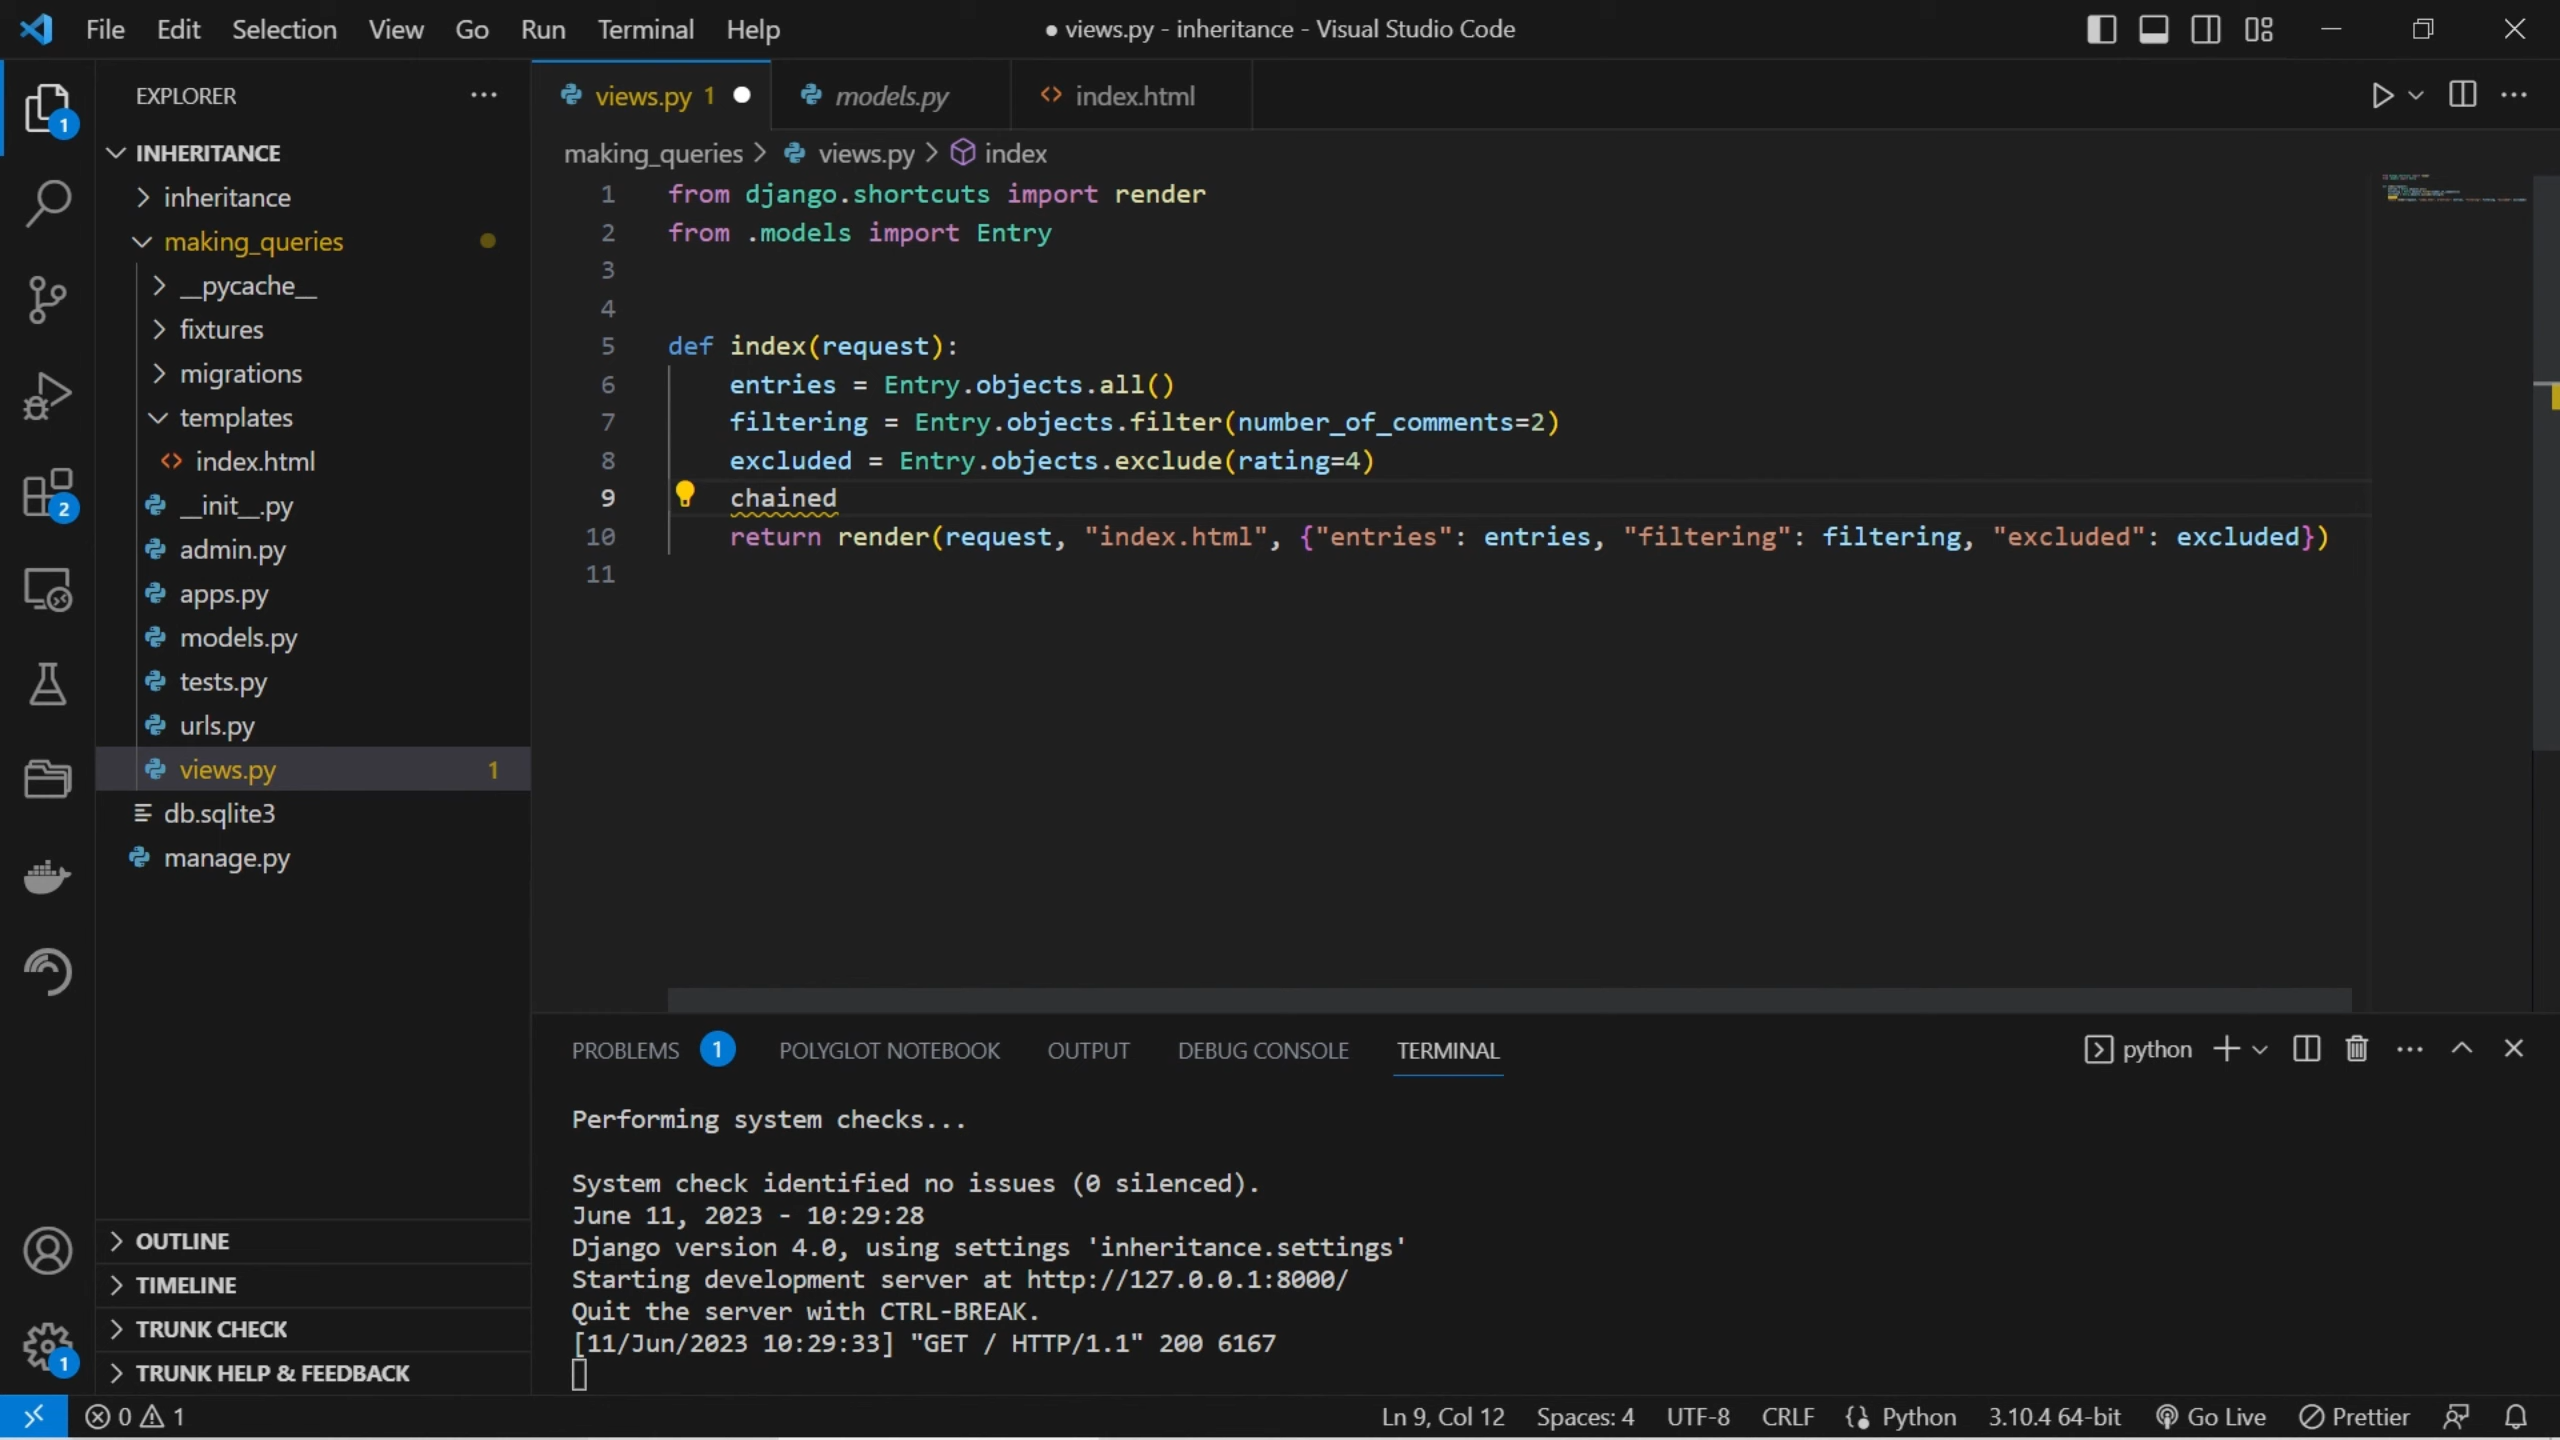 File Edit Selection View Go Run Terminal Help
● views.py - inheritance - Visual Studio Code
EXPLORER
INHERITANCE
inheritance
making_queries
__pycache__
fixtures
migrations
templates
index.html
__init__.py
admin.py
apps.py
models.py
tests.py
urls.py
views.py 1
db.sqlite3
manage.py
OUTLINE
TIMELINE
TRUNK CHECK
TRUNK HELP & FEEDBACK
1
2
1
views.py 1 models.py index.html
making_queries > views.py > index
1 from django.shortcuts import render
2 from .models import Entry
3
4
5 def index(request):
6 entries = Entry.objects.all()
7 filtering = Entry.objects.filter(number_of_comments=2)
8 excluded = Entry.objects.exclude(rating=4)
9 chained
10 return render(request, "index.html", {"entries": entries, "filtering": filtering, "excluded": excluded})
11
PROBLEMS 1 POLYGLOT NOTEBOOK OUTPUT DEBUG CONSOLE TERMINAL
python
Performing system checks...
System check identified no issues (0 silenced).
June 11, 2023 - 10:29:28
Django version 4.0, using settings 'inheritance.settings'
Starting development server at http://127.0.0.1:8000/
Quit the server with CTRL-BREAK.
[11/Jun/2023 10:29:33] "GET / HTTP/1.1" 200 6167
0 1
Ln 9, Col 12 Spaces: 4 UTF-8 CRLF Python 3.10.4 64-bit Go Live Prettier